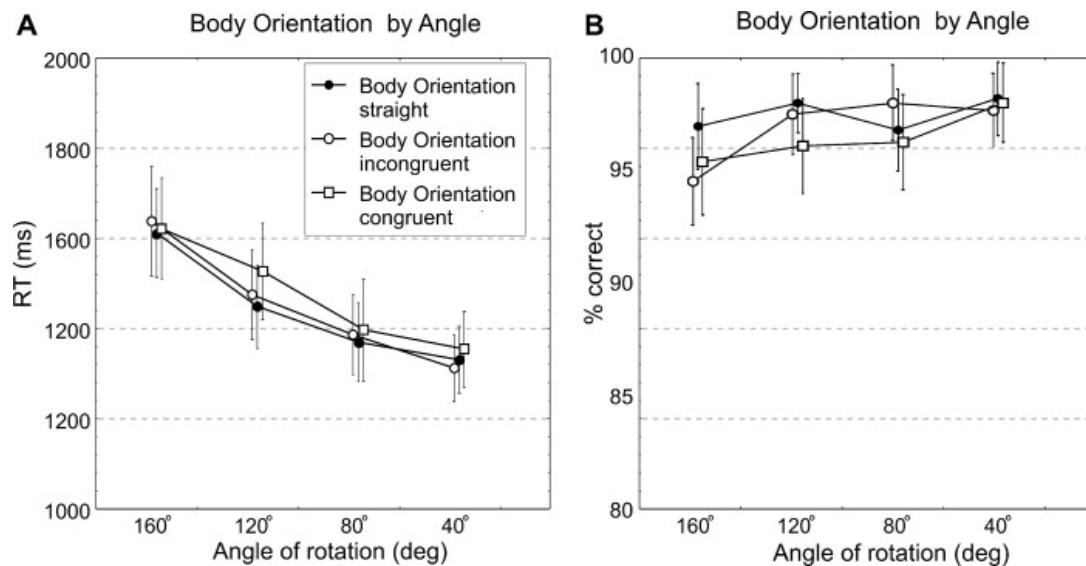 A
Body Orientation by Angle
2000
1800
1600
1200
1200
1000
RT (ms)
Body Orientation
straight
Body Orientation
incongruent
Body Orientation
congruent
160° 120° 80° 40°
Angle of rotation (deg)
B
Body Orientation by Angle
100
95
90
85
80
% correct
160° 120° 80° 40°
Angle of rotation (deg)